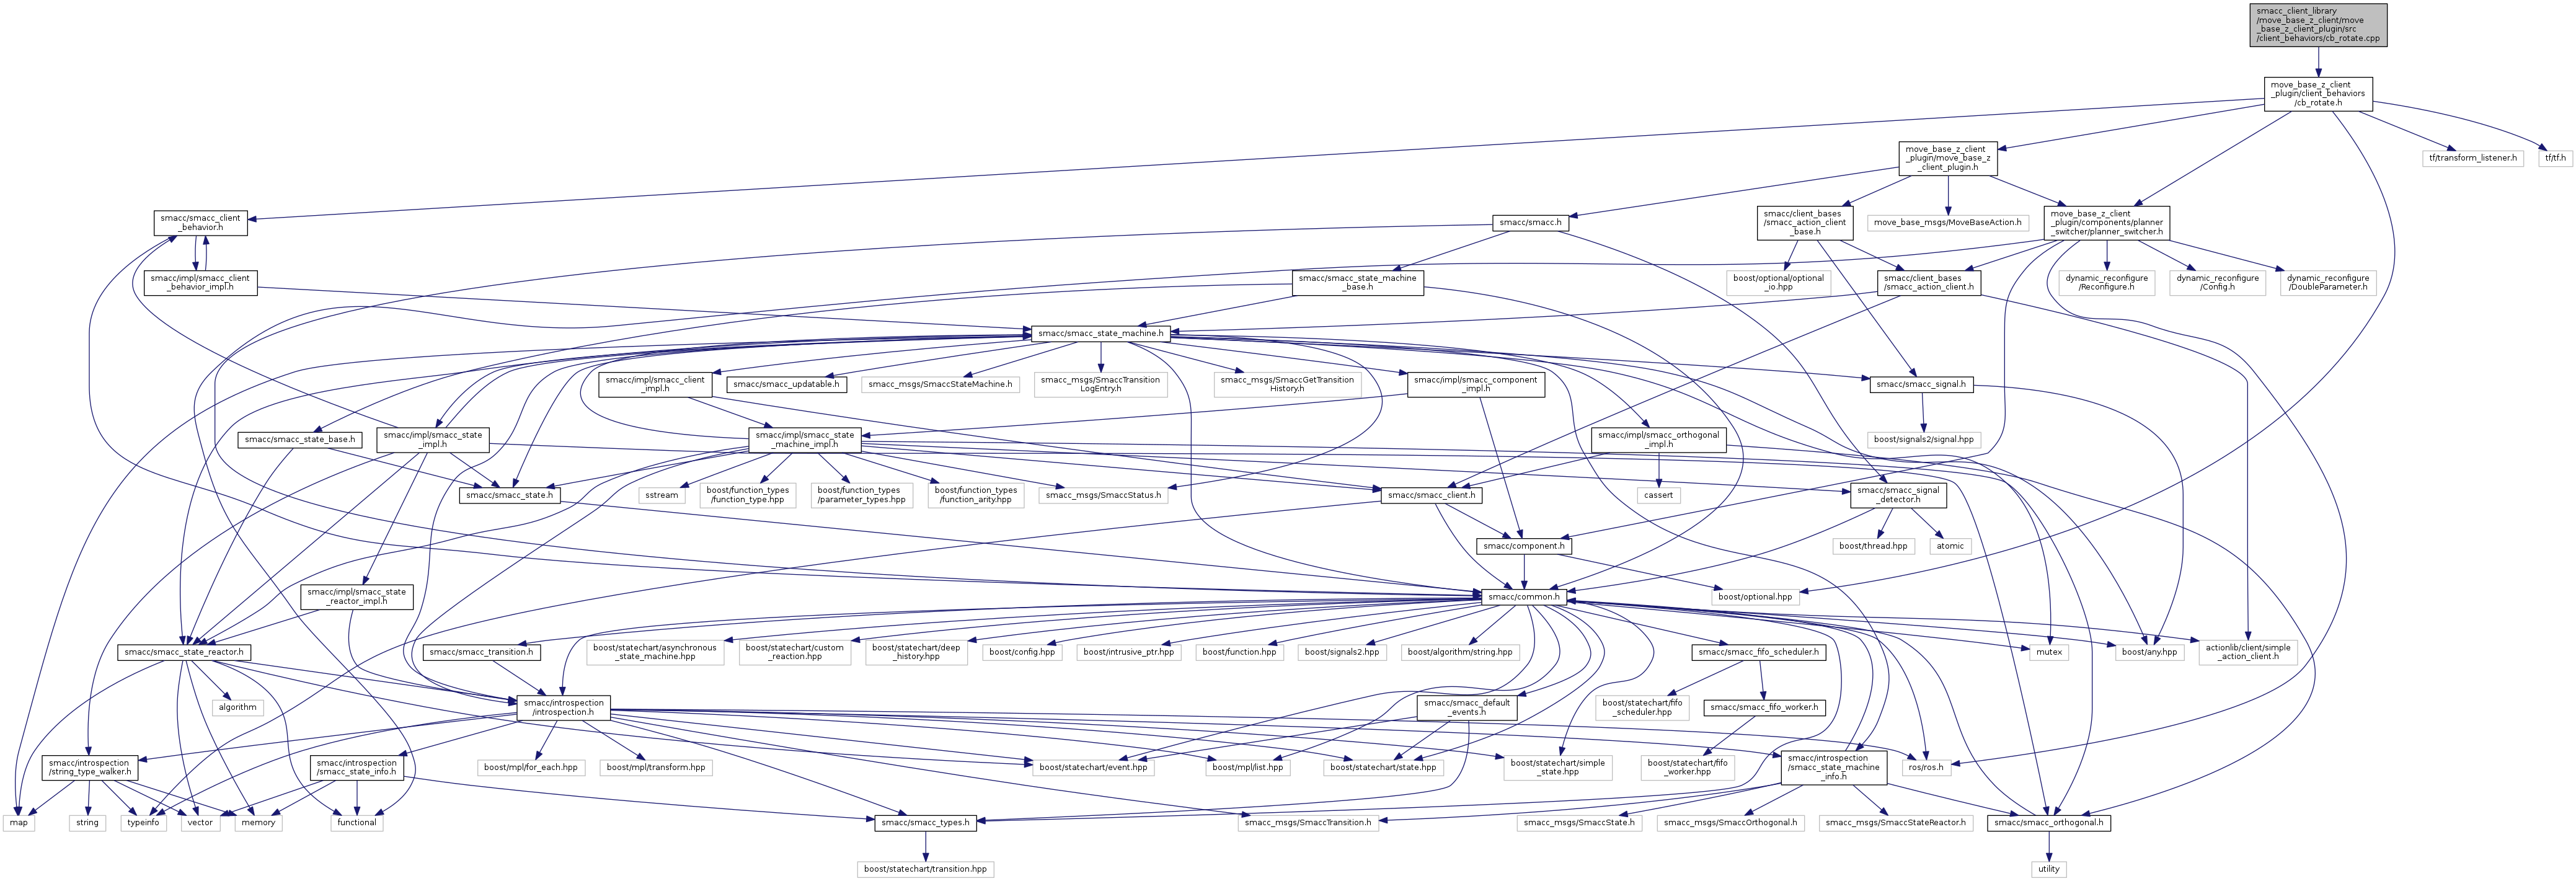 smacc_client_library
/move_base_z_client/move
_base_z_client_plugin/src
/client_behaviors/cb_rotate.cpp
move_base_z_client
_plugin/client_behaviors
/cb_rotate.h
move_base_z_client
_plugin/move_base_z
_client_plugin.h
tf/transform_listener.h
tf/tf.h
smacc/smacc_client
_behavior.h
smacc/smacc.h
smacc/client_bases
/smacc_action_client
_base.h
move_base_msgs/MoveBaseAction.h
move_base_z_client
_plugin/components/planner
_switcher/planner_switcher.h
smacc/impl/smacc_client
_behavior_impl.h
smacc/smacc_state_machine
_base.h
boost/optional/optional
_io.hpp
smacc/client_bases
/smacc_action_client.h
dynamic_reconfigure
/Reconfigure.h
dynamic_reconfigure
/Config.h
dynamic_reconfigure
/DoubleParameter.h
smacc/smacc_state_machine.h
smacc/impl/smacc_client
_impl.h
smacc/smacc_updatable.h
smacc_msgs/SmaccStateMachine.h
smacc_msgs/SmaccTransition
LogEntry.h
smacc_msgs/SmaccGetTransition
History.h
smacc/impl/smacc_component
_impl.h
smacc/smacc_signal.h
smacc/smacc_state_base.h
smacc/impl/smacc_state
_impl.h
smacc/impl/smacc_state
_machine_impl.h
smacc/impl/smacc_orthogonal
_impl.h
boost/signals2/signal.hpp
smacc/smacc_state.h
sstream
boost/function_types
/function_type.hpp
boost/function_types
/parameter_types.hpp
boost/function_types
/function_arity.hpp
smacc_msgs/SmaccStatus.h
smacc/smacc_client.h
cassert
smacc/smacc_signal
_detector.h
smacc/component.h
boost/thread.hpp
atomic
smacc/impl/smacc_state
_reactor_impl.h
smacc/common.h
boost/optional.hpp
smacc/smacc_state_reactor.h
smacc/smacc_transition.h
boost/statechart/asynchronous
_state_machine.hpp
boost/statechart/custom
_reaction.hpp
boost/statechart/deep
_history.hpp
boost/config.hpp
boost/intrusive_ptr.hpp
boost/function.hpp
boost/signals2.hpp
boost/algorithm/string.hpp
smacc/smacc_fifo_scheduler.h
mutex
boost/any.hpp
actionlib/client/simple
_action_client.h
algorithm
smacc/introspection
/introspection.h
smacc/smacc_default
_events.h
boost/statechart/fifo
_scheduler.hpp
smacc/smacc_fifo_worker.h
smacc/introspection
/string_type_walker.h
smacc/introspection
/smacc_state_info.h
boost/mpl/for_each.hpp
boost/mpl/transform.hpp
boost/statechart/event.hpp
boost/mpl/list.hpp
boost/statechart/state.hpp
boost/statechart/simple
_state.hpp
boost/statechart/fifo
_worker.hpp
smacc/introspection
/smacc_state_machine
_info.h
ros/ros.h
map
string
typeinfo
vector
memory
functional
smacc/smacc_types.h
smacc_msgs/SmaccTransition.h
smacc_msgs/SmaccState.h
smacc_msgs/SmaccOrthogonal.h
smacc_msgs/SmaccStateReactor.h
smacc/smacc_orthogonal.h
boost/statechart/transition.hpp
utility